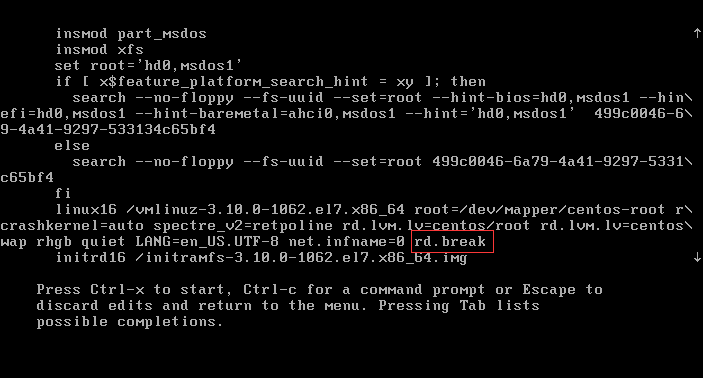 insmod part_msdos
insmod xfs
set root='hd0,msdos1'
if [ x$feature_platform_search_hint = xy ]; then
search --no-floppy --fs-uuid --set=root --hint-bios=hd0,msdos1 --hin\
efi=hd0,msdos1 --hint-baremetal=ahci0,msdos1 --hint='hd0,msdos1'  499c0046-6\
9-4a41-9297-533134c65bf4
else
search --no-floppy --fs-uuid --set=root 499c0046-6a79-4a41-9297-5331\
c65bf4
fi
linux16 /vmlinuz-3.10.0-1062.el7.x86_64 root=/dev/mapper/centos-root r\
crashkernel=auto spectre_v2=retpoline rd.lvm.lv=centos/root rd.lvm.lv=centos\
wap rhgb quiet LANG=en_US.UTF-8 net.infname=0 rd.break
initrd16 /initramfs-3.10.0-1062.el7.x86_64.img
Press Ctrl-x to start, Ctrl-c for a command prompt or Escape to
discard edits and return to the menu. Pressing Tab lists
possible completions.